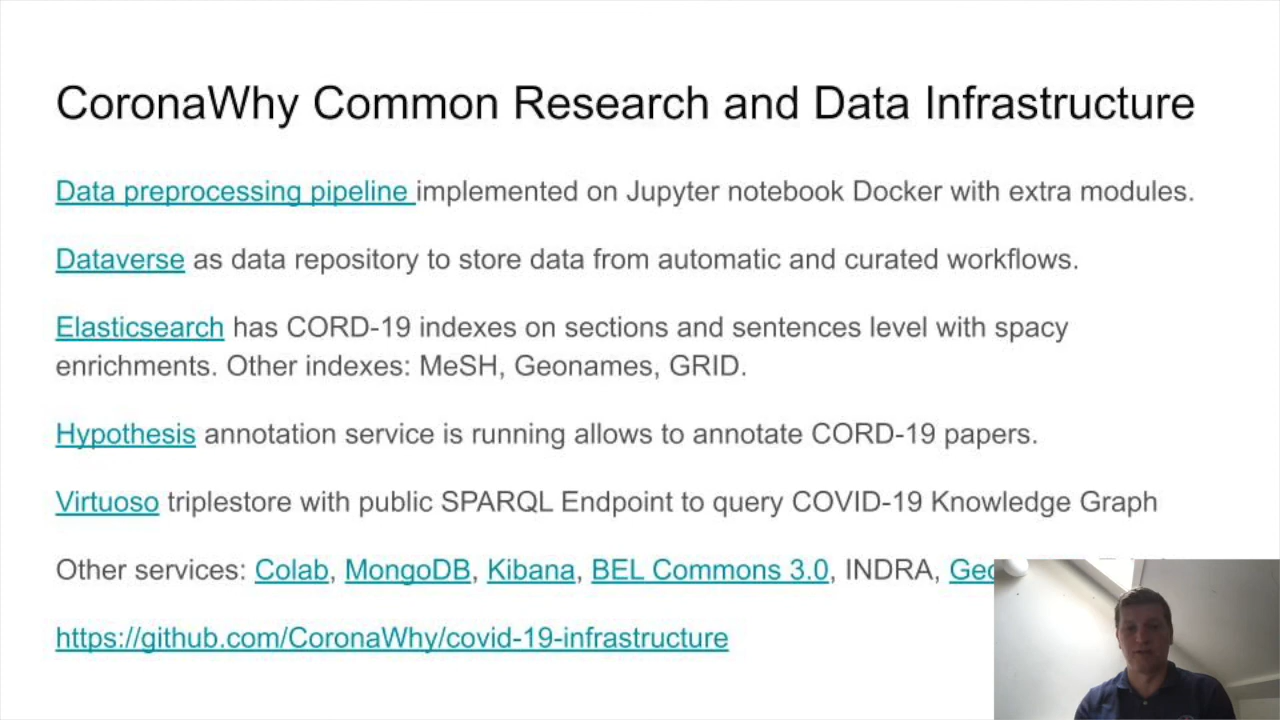 CoronaWhy Common Research and Data Infrastructure
Data preprocessing pipeline implemented on Jupyter notebook Docker with extra modules.
Dataverse as data repository to store data from automatic and curated workflows.
Elasticsearch has CORD-19 indexes on sections and sentences level with spacy
enrichments. Other indexes: MeSH, Geonames, GRID.
Hypothesis annotation service is running allows to annotate CORD-19 papers.
Virtuoso triplestore with public SPARQL Endpoint to query COVID-19 Knowledge Graph
Other services: Colab, MongoDB, Kibana, BEL Commons 3.0, INDRA,
https://github.com/CoronaWhy/covid-19-infrastructure